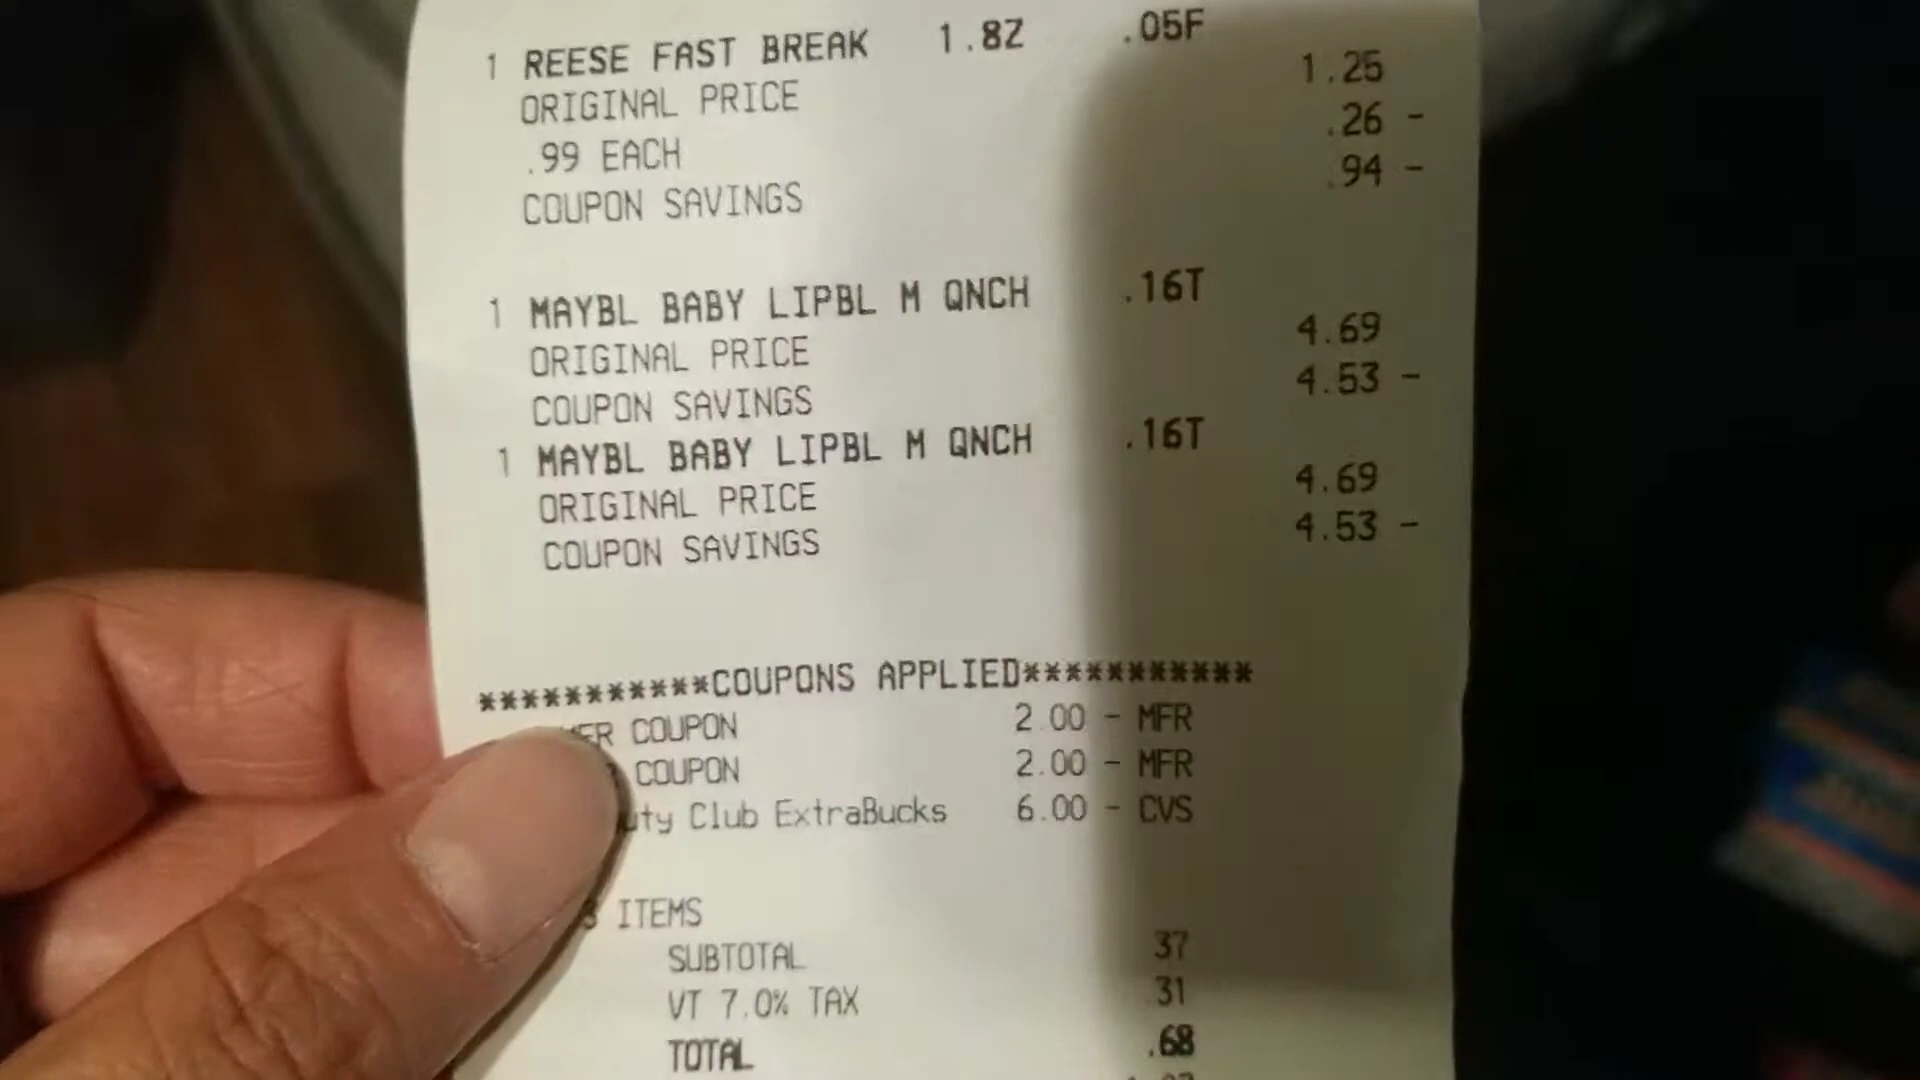 1 REESE FAST BREAK 1.8Z .05F
ORIGINAL PRICE 1.25
.99 EACH .26 -
COUPON SAVINGS .94 -
1 MAYBL BABY LIPBL M QNCH .16T
ORIGINAL PRICE 4.69
COUPON SAVINGS 4.53 -
1 MAYBL BABY LIPBL M QNCH .16T
ORIGINAL PRICE 4.69
COUPON SAVINGS 4.53 -
***********COUPONS APPLIED***********
COUPON 2.00 - MFR
COUPON 2.00 - MFR
Club ExtraBucks 6.00 - CVS
3 ITEMS
SUBTOTAL .37
VT 7.0% TAX .31
TOTAL .68